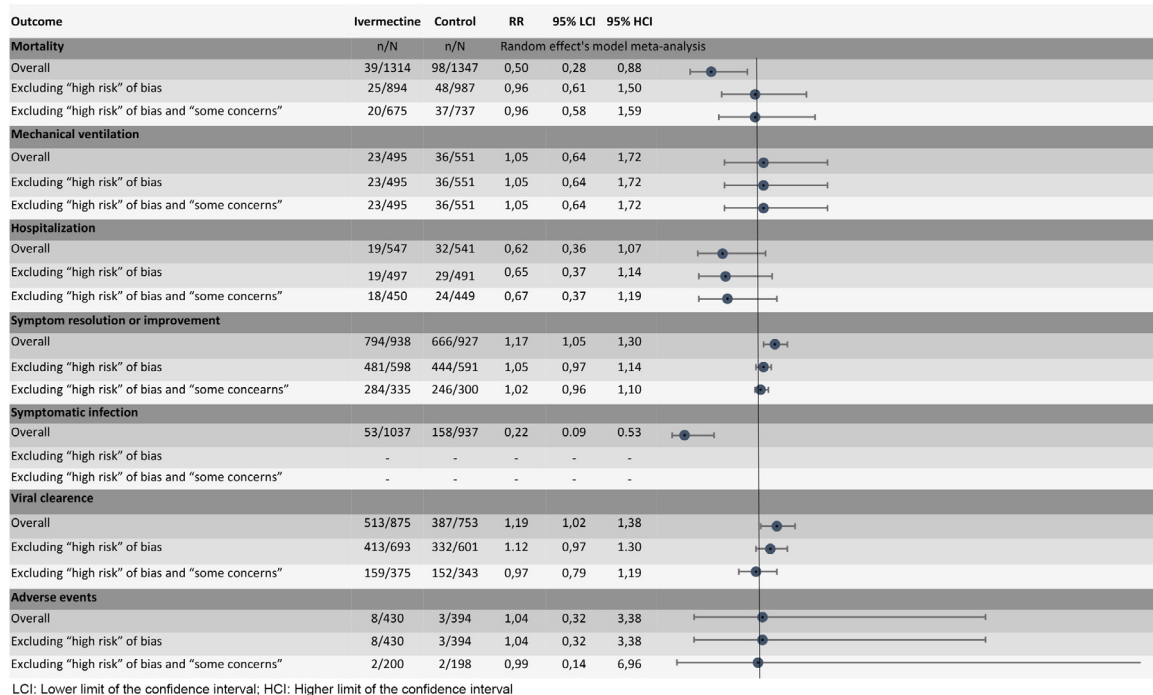 Outcome Ivermectine Control RR 95% LCI 95% HCI
Mortality n/N n/N Random effect's model meta-analysis
Overall 39/1314 98/1347 0,50 0,28 0,88
Excluding "high risk" of bias 25/894 48/987 0,96 0,61 1,50
Excluding "high risk" of bias and "some concerns" 20/675 37/737 0,96 0,58 1,59
Mechanical ventilation
Overall 23/495 36/551 1,05 0,64 1,72
Excluding "high risk" of bias 23/495 36/551 1,05 0,64 1,72
Excluding "high risk" of bias and "some concerns" 23/495 36/551 1,05 0,64 1,72
Hospitalization
Overall 19/547 32/541 0,62 0,36 1,07
Excluding "high risk" of bias 19/497 29/491 0,65 0,37 1,14
Excluding "high risk" of bias and "some concerns" 18/450 24/449 0,67 0,37 1,19
Symptom resolution or improvement
Overall 794/938 666/927 1,17 1,05 1,30
Excluding "high risk" of bias 481/598 444/591 1,05 0,97 1,14
Excluding "high risk" of bias and "some concearns" 284/335 246/300 1,02 0,96 1,10
Symptomatic infection
Overall 53/1037 158/937 0,22 0.09 0.53
Excluding "high risk" of bias - - - - -
Excluding "high risk" of bias and "some concerns" - - - - -
Viral clearence
Overall 513/875 387/753 1,19 1,02 1,38
Excluding "high risk" of bias 413/693 332/601 1.12 0,97 1.30
Excluding "high risk" of bias and "some concerns" 159/375 152/343 0,97 0,79 1,19
Adverse events
Overall 8/430 3/394 1,04 0,32 3,38
Excluding "high risk" of bias 8/430 3/394 1,04 0,32 3,38
Excluding "high risk" of bias and "some concerns" 2/200 2/198 0,99 0,14 6,96
LCI: Lower limit of the confidence interval; HCI: Higher limit of the confidence interval